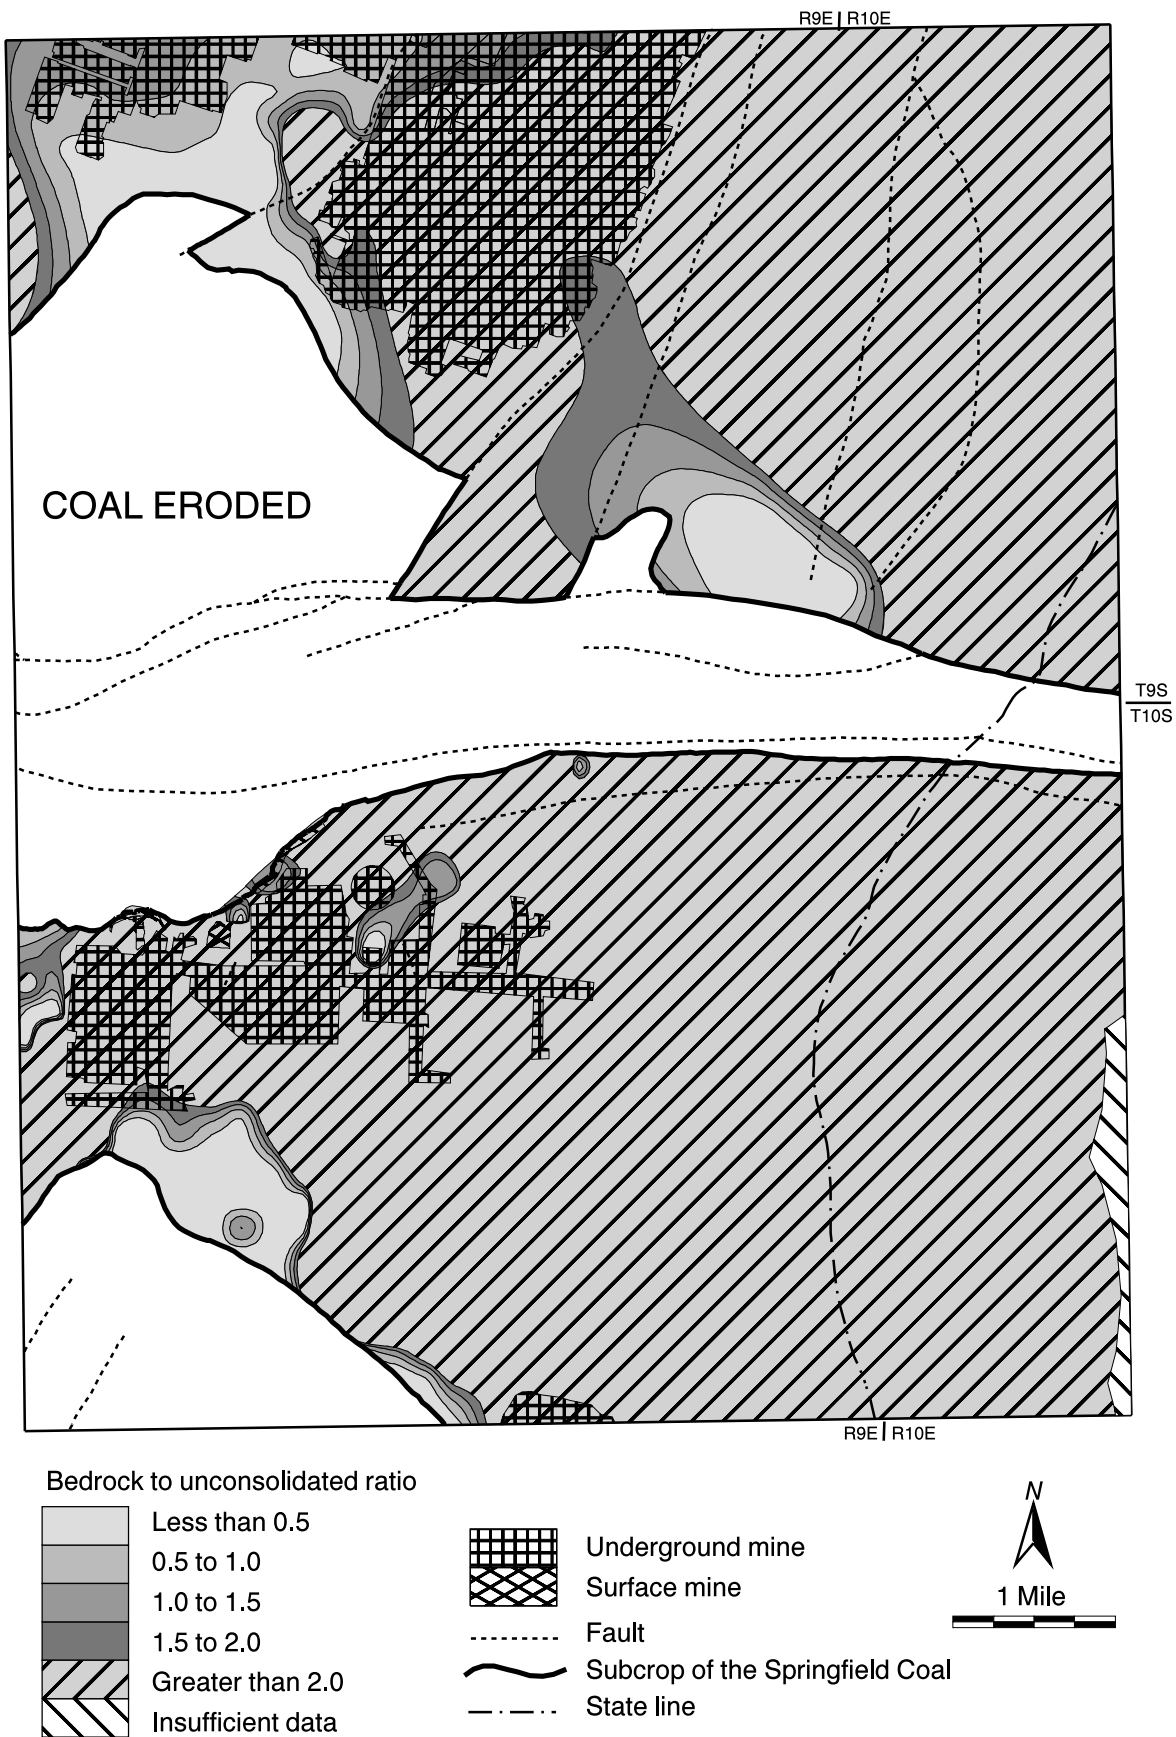 R9E R10E
COAL ERODED
T9S
T10S
R9E R10E
Bedrock to unconsolidated ratio
Less than 0.5
0.5 to 1.0
1.0 to 1.5
1.5 to 2.0
Greater than 2.0
Insufficient data
Underground mine
Surface mine
Fault
Subcrop of the Springfield Coal
State line
N
1 Mile